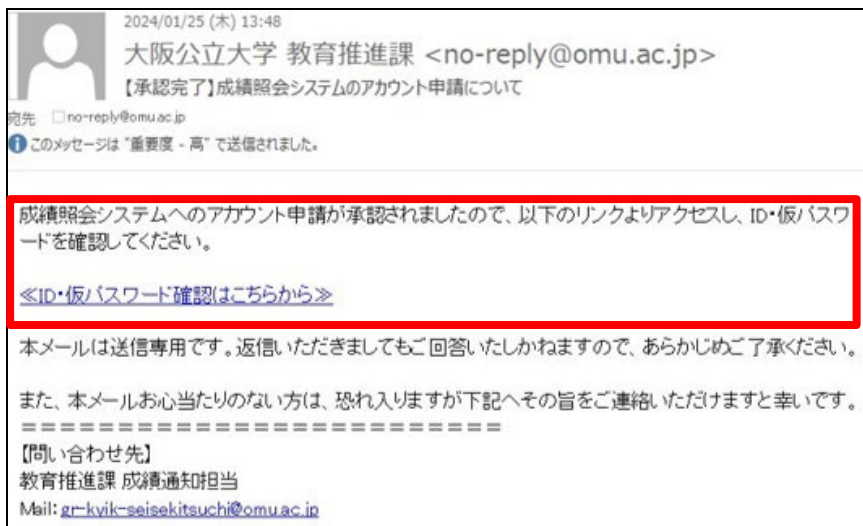 2024/01/25 (木) 13:48
大阪公立大学 教育推進課 <no-reply@omu.ac.jp>
【承認完了】成績照会システムのアカウント申請について
宛先 no-reply@omu.ac.jp
このメッセージは "重要度 - 高" で送信されました。
成績照会システムへのアカウント申請が承認されましたので、以下のリンクよりアクセスし、ID・仮パスワ
ードを確認してください。
≪ID・仮パスワード確認はこちらから≫
本メールは送信専用です。返信いただきましてもご回答いたしかねますので、あらかじめご了承ください。
また、本メールお心当たりのない方は、恐れ入りますが下記へその旨をご連絡いただけますと幸いです。
=========================
【問い合わせ先】
教育推進課 成績通知担当
Mail: gr-kyik-seisekitsuchi@omu.ac.jp